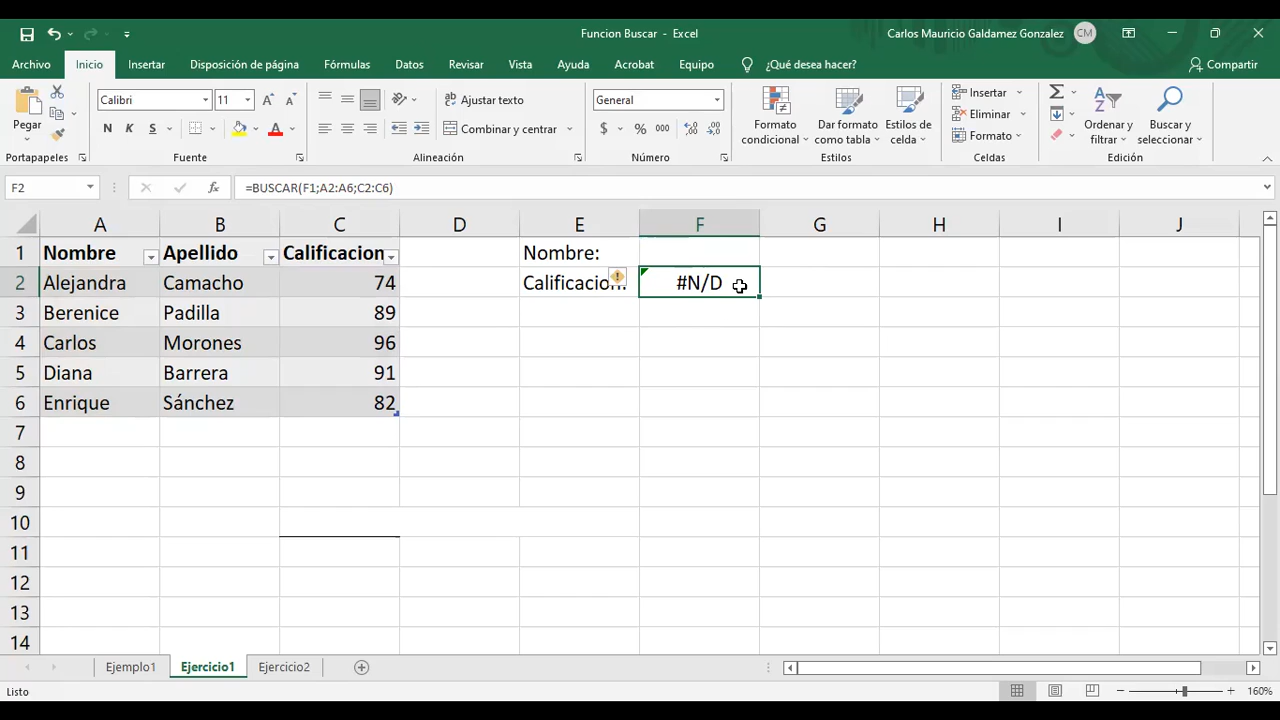 Funcion Buscar - Excel
Carlos Mauricio Galdamez Gonzalez CM
Archivo Inicio Insertar Disposición de página Fórmulas Datos Revisar Vista Ayuda Acrobat Equipo ¿Qué desea hacer? Compartir
Pegar
Portapapeles
Calibri 11
N K S
Fuente
Ajustar texto
Combinar y centrar
Alineación
General
$ % 000
Número
Formato condicional
Dar formato como tabla
Estilos de celda
Estilos
Insertar
Eliminar
Formato
Celdas
Ordenar y filtrar
Buscar y seleccionar
Edición
F2 fx =BUSCAR(F1;A2:A6;C2:C6)
A B C D E F G H I J
1 Nombre Apellido Calificacion Nombre:
2 Alejandra Camacho 74 Calificacion: #N/D
3 Berenice Padilla 89
4 Carlos Morones 96
5 Diana Barrera 91
6 Enrique Sánchez 82
7
8
9
10
11
12
13
14
Ejemplo1 Ejercicio1 Ejercicio2
Listo 160%